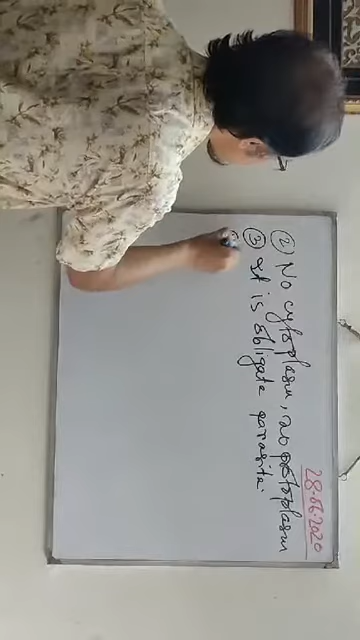 28.06.2020
② No cytoplasm, no protoplasm
③ It is obligate parasite.